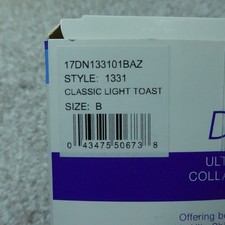 17DN133101BAZ
STYLE: 1331
CLASSIC LIGHT TOAST
SIZE: B
0 43475 50673 8
D
ULT
COLLA
Offering b